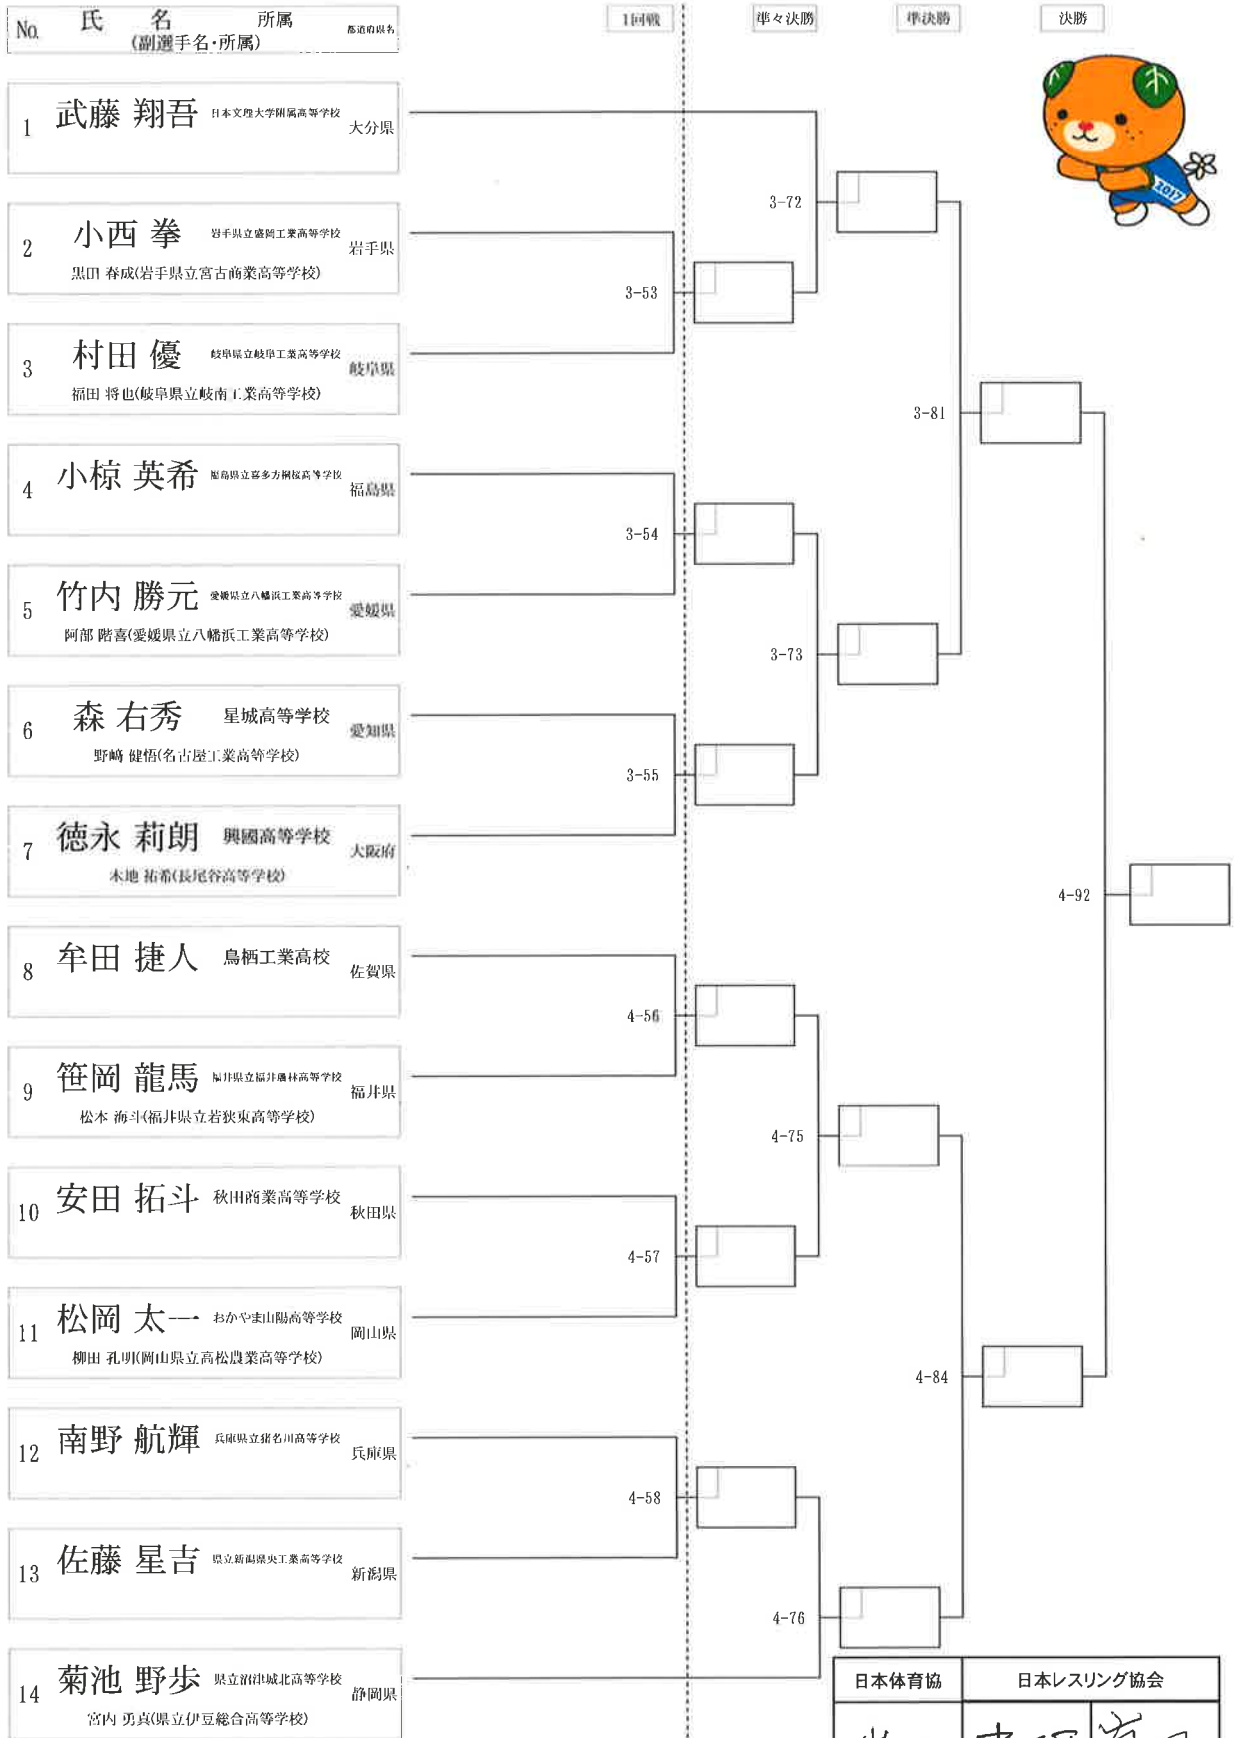 No. 氏 名 所属 都道府県名 1回戦 準々決勝 準決勝 決勝
(副選手名・所属)
1 武藤 翔吾 日本文理大学附属高等学校 大分県
2017
3-72
2 小西 拳 岩手県立盛岡工業高等学校 岩手県
黒田 春成(岩手県立宮古商業高等学校)
3-53
3 村田 優 岐阜県立岐阜工業高等学校 岐阜県
福田 将也(岐阜県立岐南工業高等学校)
3-81
4 小椋 英希 福島県立喜多方桐桜高等学校 福島県
3-54
5 竹内 勝元 愛媛県立八幡浜工業高等学校 愛媛県
阿部 階喜(愛媛県立八幡浜工業高等学校)
3-73
6 森 右秀 星城高等学校 愛知県
野﨑 健悟(名古屋工業高等学校)
3-55
7 徳永 莉朗 興國高等学校 大阪府
木地 祐希(長尾谷高等学校)
4-92
8 牟田 捷人 鳥栖工業高校 佐賀県
4-56
9 笹岡 龍馬 福井県立福井農林高等学校 福井県
松本 海斗(福井県立若狭東高等学校)
4-75
10 安田 拓斗 秋田商業高等学校 秋田県
4-57
11 松岡 太一 おかやま山陽高等学校 岡山県
柳田 孔明(岡山県立高松農業高等学校)
4-84
12 南野 航輝 兵庫県立猪名川高等学校 兵庫県
4-58
13 佐藤 星吉 県立新潟県央工業高等学校 新潟県
4-76
14 菊池 野歩 県立沼津城北高等学校 静岡県
宮内 勇真(県立伊豆総合高等学校)
日本体育協 日本レスリング協会